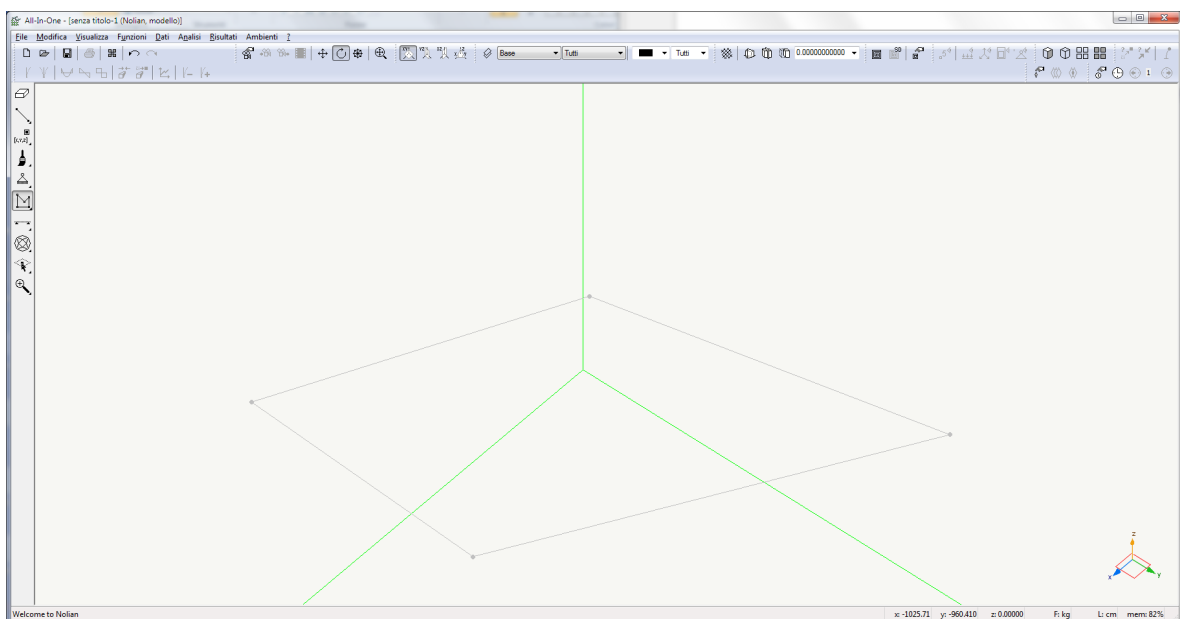 All-In-One - [senza titolo-1 (Nolian, modello)]
File Modifica Visualizza Funzioni Dati Analisi Risultati Ambienti ?
Base Tutti Tutti 0.00000000000
1
z
x y
Welcome to Nolian x: -1025.71 y: -960.410 z: 0.00000 F: kg L: cm mem: 82%